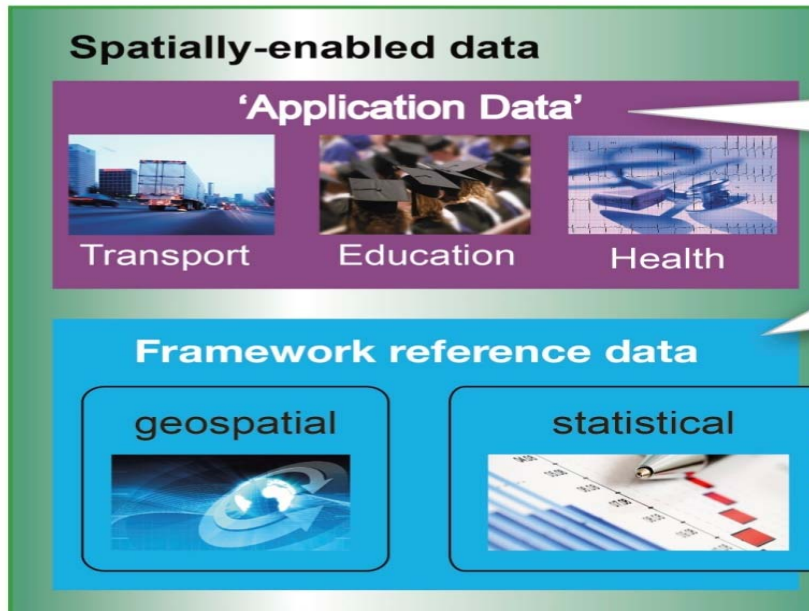 Spatially-enabled data
'Application Data'
Transport Education Health
Framework reference data
geospatial statistical